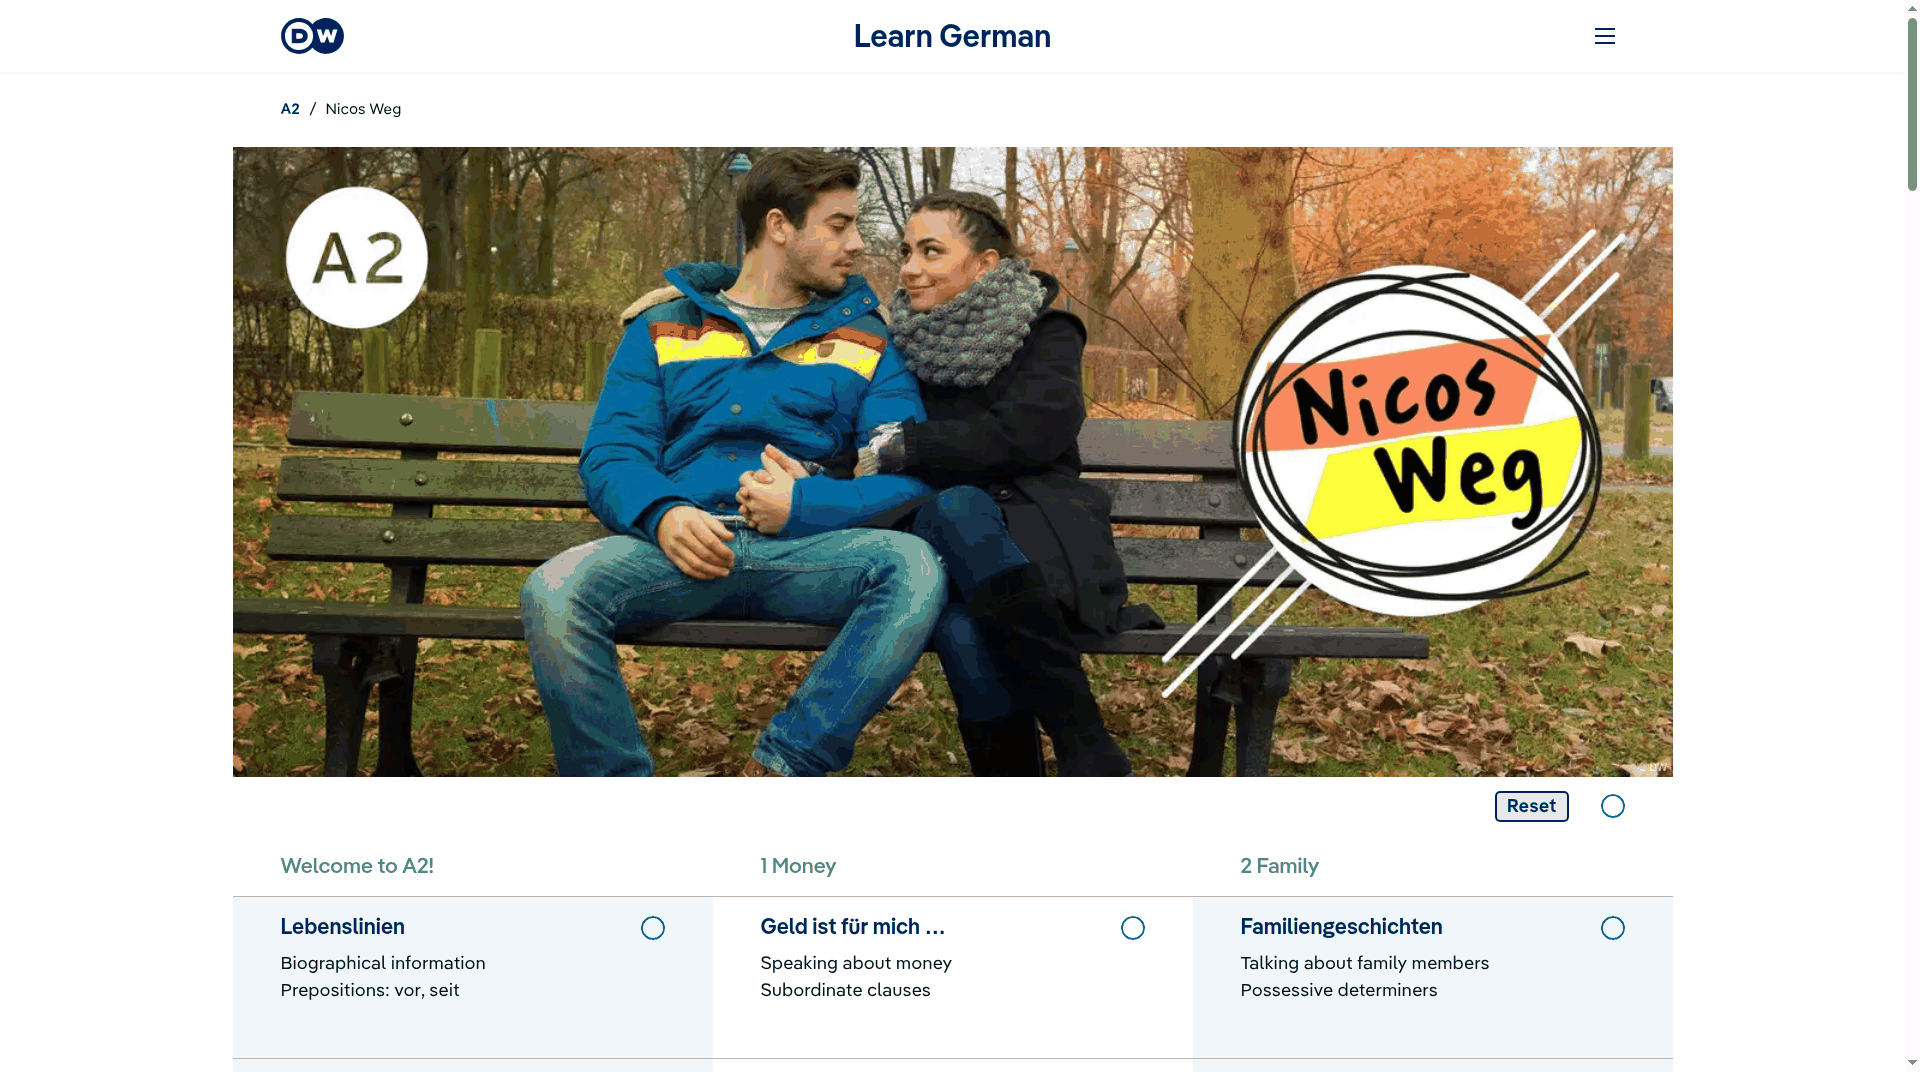 DW
Learn German
A2 / Nicos Weg
A2
Nicos
Weg
© DW
Reset
Welcome to A2!
1 Money
2 Family
Lebenslinien
Biographical information
Prepositions: vor, seit
Geld ist für mich …
Speaking about money
Subordinate clauses
Familiengeschichten
Talking about family members
Possessive determiners